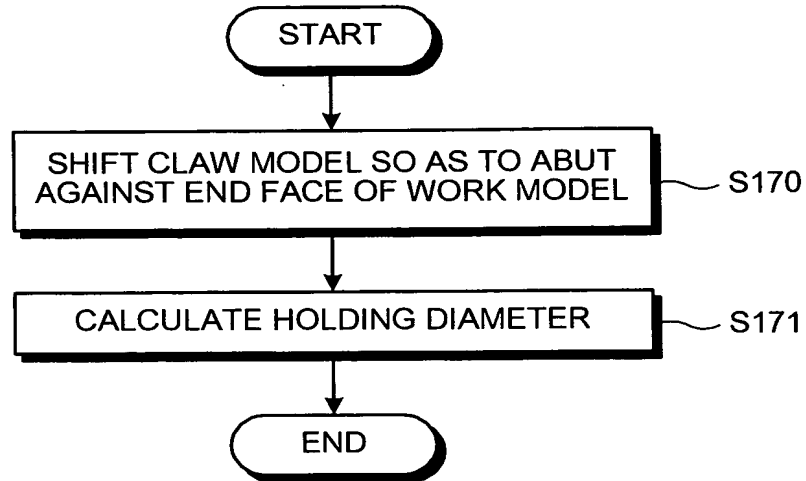 START
SHIFT CLAW MODEL SO AS TO ABUT
AGAINST END FACE OF WORK MODEL
S170
CALCULATE HOLDING DIAMETER
S171
END